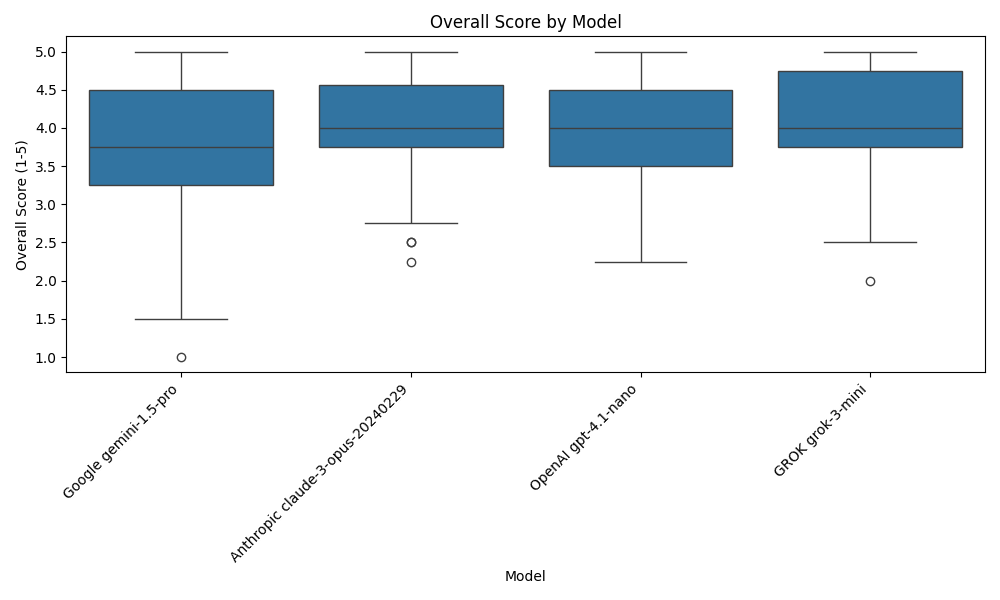 Overall Score by Model
Overall Score (1-5)
5.0
4.5
4.0
3.5
3.0
2.5
2.0
1.5
1.0
Google gemini-1.5-pro
Anthropic claude-3-opus-20240229
OpenAI gpt-4.1-nano
GROK grok-3-mini
Model